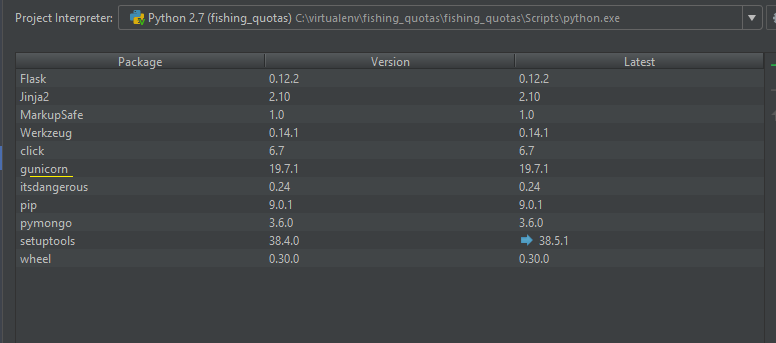 Project Interpreter: Python 2.7 (fishing_quotas) C:\virtualenv\fishing_quotas\fishing_quotas\Scripts\python.exe
Package Version Latest
Flask 0.12.2 0.12.2
Jinja2 2.10 2.10
MarkupSafe 1.0 1.0
Werkzeug 0.14.1 0.14.1
click 6.7 6.7
gunicorn 19.7.1 19.7.1
itsdangerous 0.24 0.24
pip 9.0.1 9.0.1
pymongo 3.6.0 3.6.0
setuptools 38.4.0 38.5.1
wheel 0.30.0 0.30.0